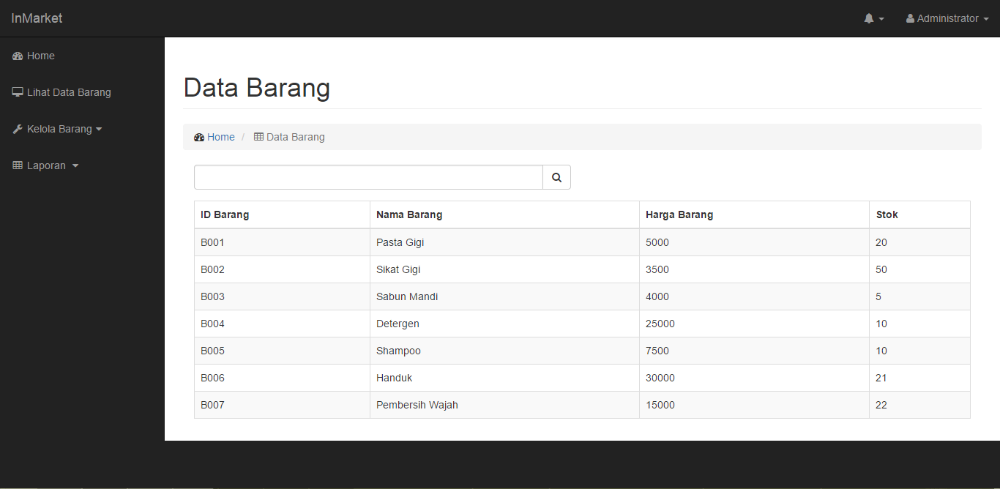 InMarket
Administrator
Home
Lihat Data Barang
Kelola Barang
Laporan
Data Barang
Home / Data Barang
ID Barang Nama Barang Harga Barang Stok
B001 Pasta Gigi 5000 20
B002 Sikat Gigi 3500 50
B003 Sabun Mandi 4000 5
B004 Detergen 25000 10
B005 Shampoo 7500 10
B006 Handuk 30000 21
B007 Pembersih Wajah 15000 22